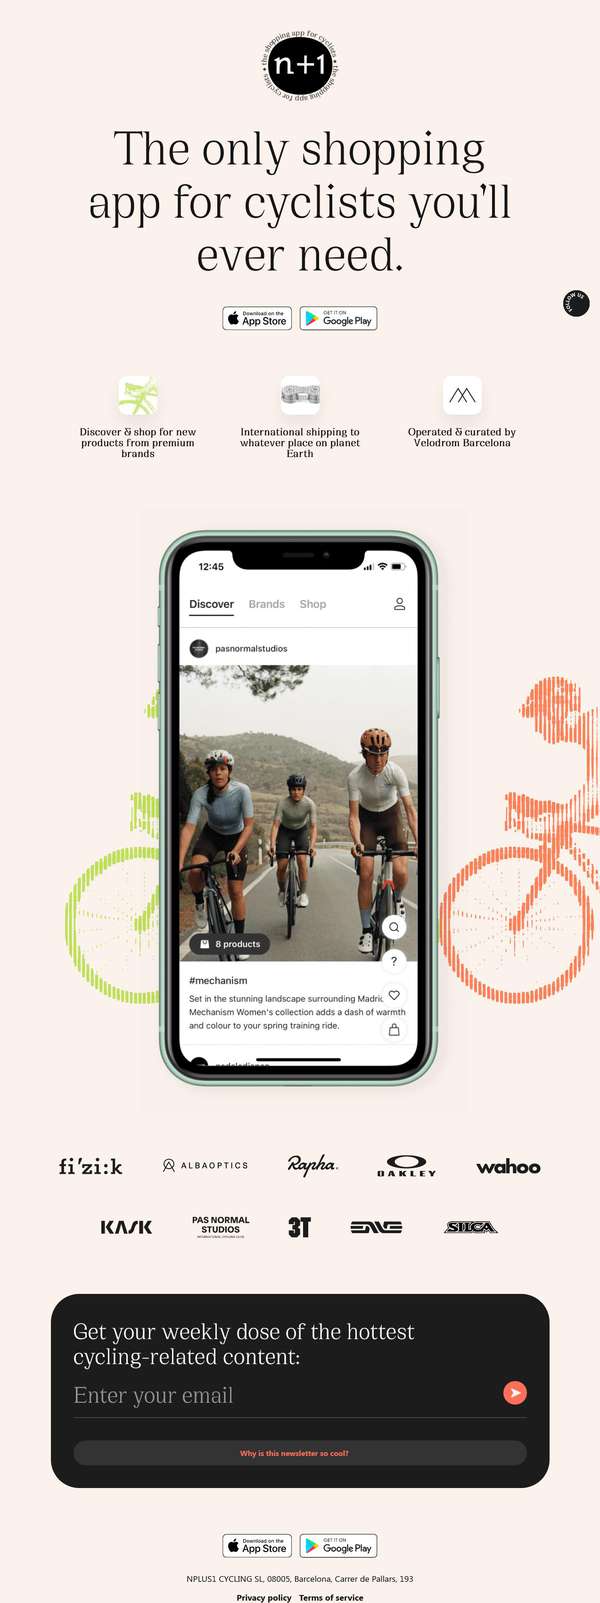 the shopping app for cyclists • the shopping app for cyclists •
n+1
The only shopping
app for cyclists you'll
ever need.
FOLLOW US
Download on the
App Store
GET IT ON
Google Play
Discover & shop for new
products from premium
brands
International shipping to
whatever place on planet
Earth
Operated & curated by
Velodrom Barcelona
12:45
Discover
Brands
Shop
pasnormalstudios
8 products
?
#mechanism
Set in the stunning landscape surrounding Madrid
Mechanism Women's collection adds a dash of warmth
and colour to your spring training ride.
fi'zi:k
ALBAOPTICS
Rapha.
OAKLEY
wahoo
KASK
PAS NORMAL
STUDIOS
INTERNATIONAL CYCLING CLUB
3T
ENVE
SILCA
Get your weekly dose of the hottest
cycling-related content:
Enter your email
Why is this newsletter so cool?
Download on the
App Store
GET IT ON
Google Play
NPLUS1 CYCLING SL, 08005, Barcelona, Carrer de Pallars, 193
Privacy policy Terms of service